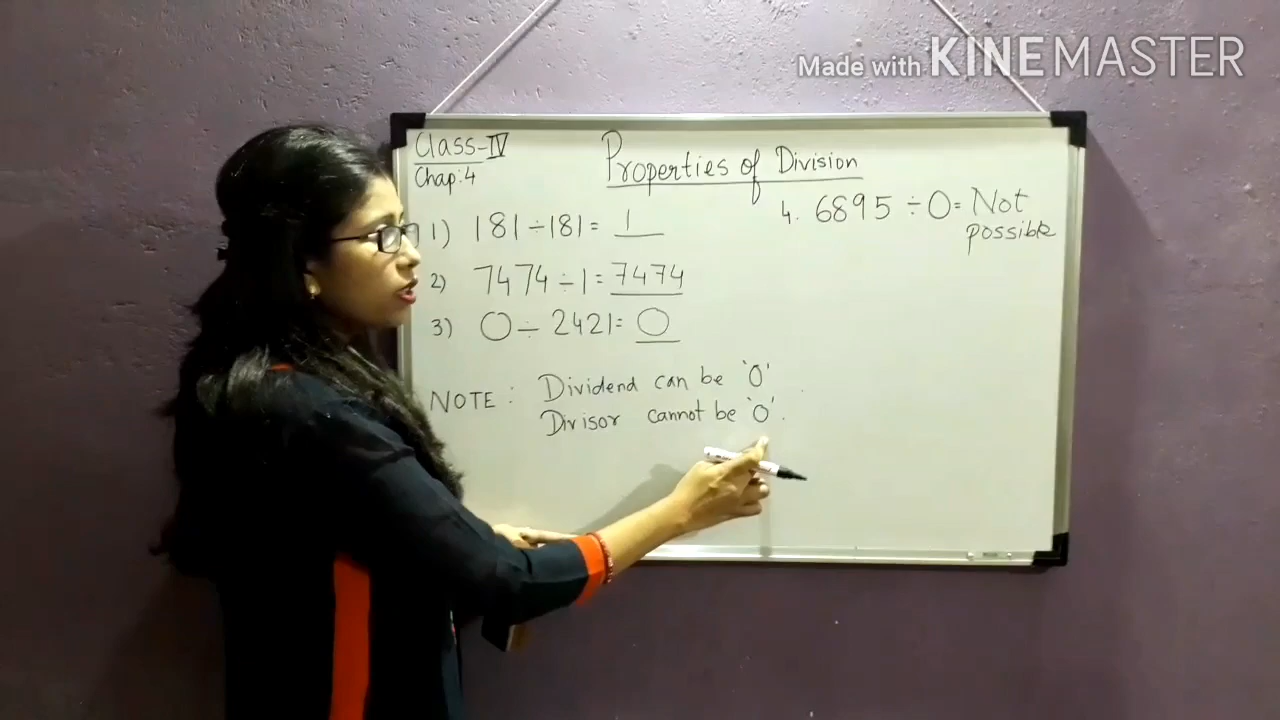 Made with KINEMASTER
Class-IV
Chap:4
Properties of Division
1) 181 ÷ 181 = 1
2) 7474 ÷ 1 = 7474
3) 0 ÷ 2421 = 0
4. 6895 ÷ 0 = Not
possible
NOTE : Dividend can be '0'
Divisor cannot be '0'.